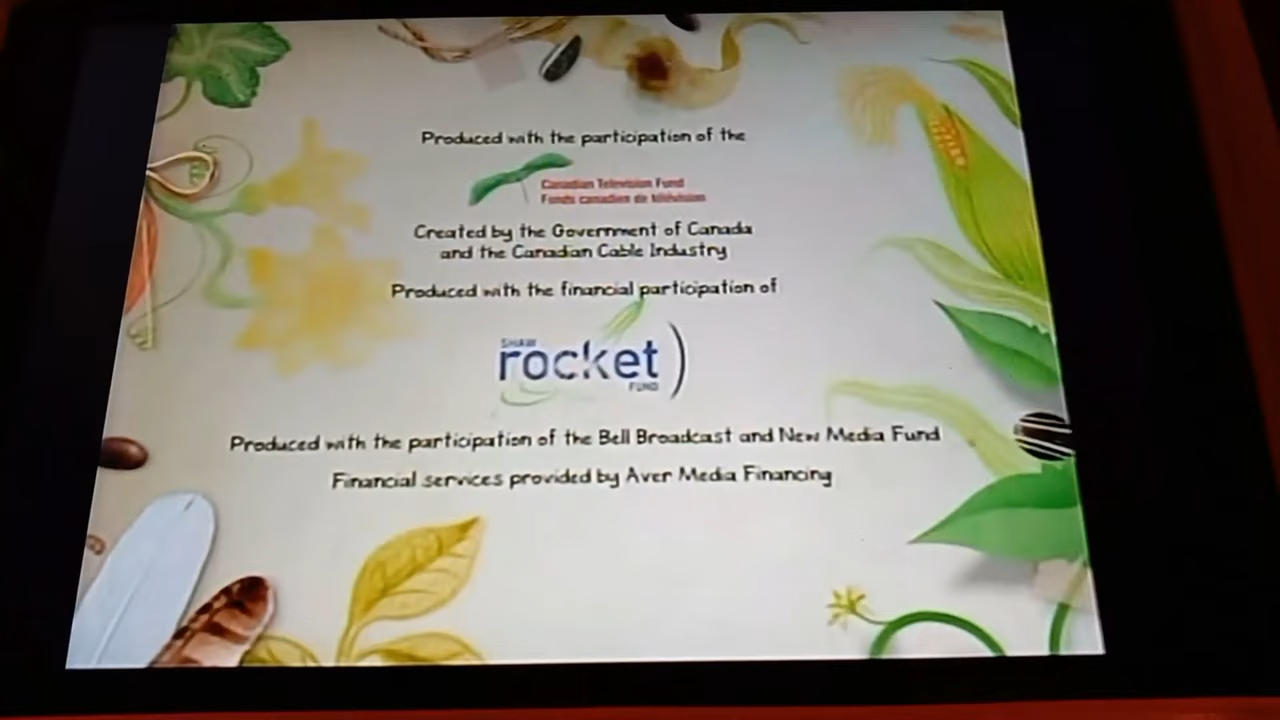 Produced with the participation of the
Canadian Television Fund
Fonds canadien de télévision
Created by the Government of Canada
and the Canadian Cable Industry
Produced with the financial participation of
SHAW
rocket
FUND
Produced with the participation of the Bell Broadcast and New Media Fund
Financial services provided by Aver Media Financing